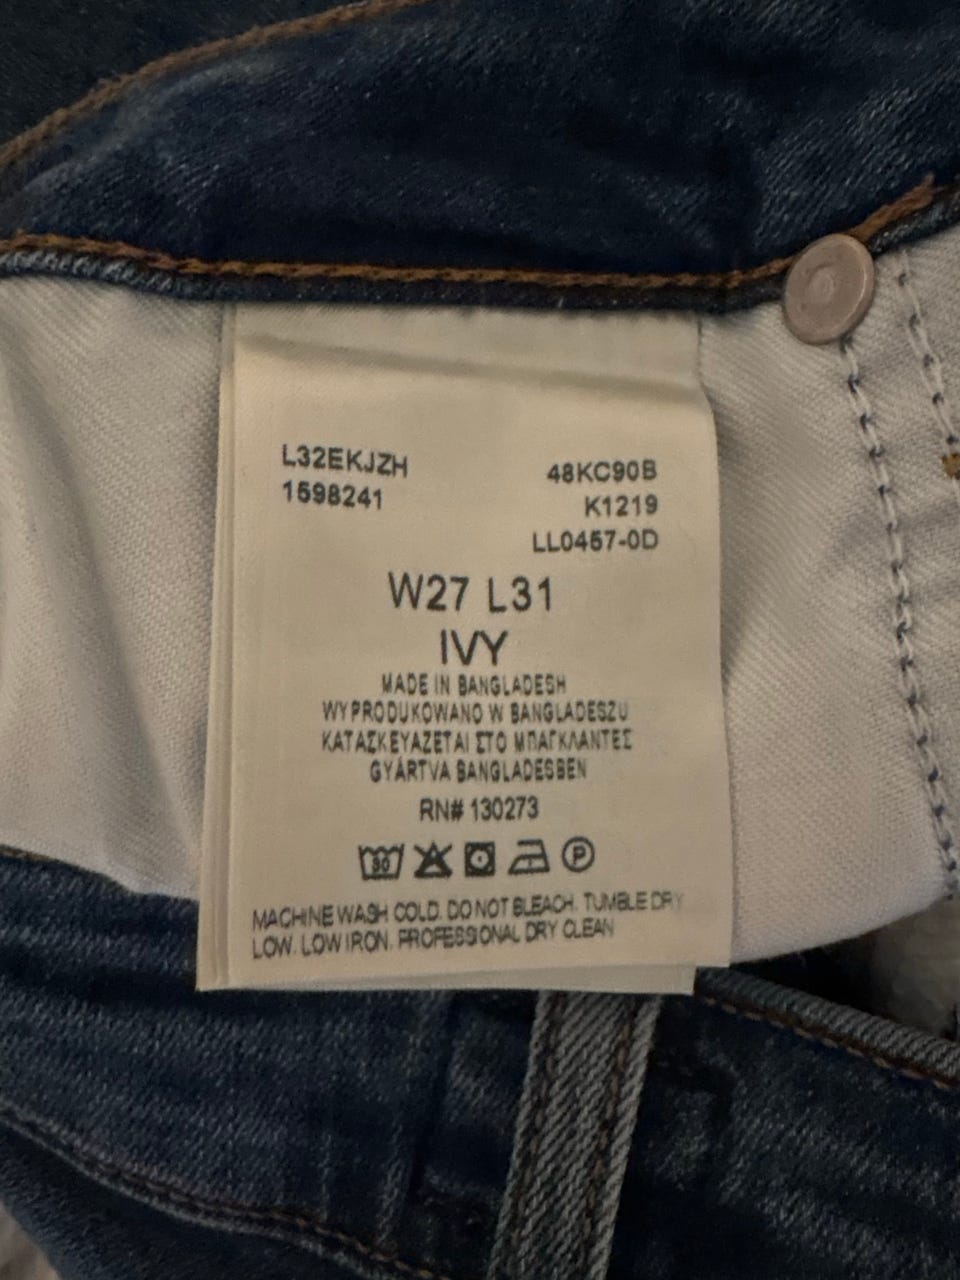 L32EKJZH
1598241
48KC90B
K1219
LL0457-0D
W27 L31
IVY
MADE IN BANGLADESH
WYPRODUKOWANO W BANGLADESZU
ΚΑΤΑΣΚΕΥΑΖΕΤΑΙ ΣΤΟ ΜΠΑΓΚΛΑΝΤΕΣ
GYÁRTVA BANGLADESBEN
RN# 130273
30 P
MACHINE WASH COLD. DO NOT BLEACH. TUMBLE DRY
LOW. LOW IRON. PROFESSIONAL DRY CLEAN